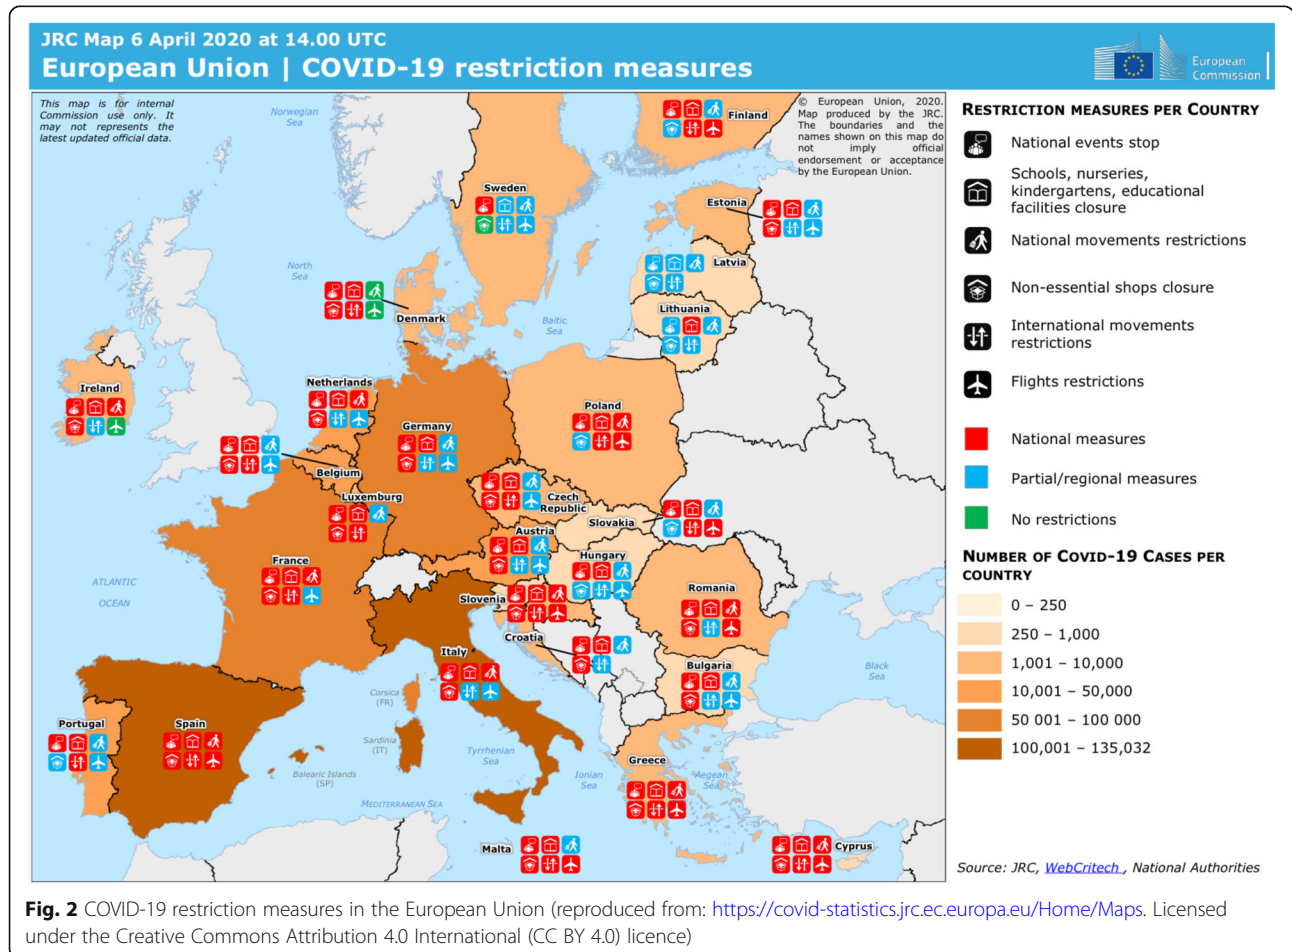 JRC Map 6 April 2020 at 14.00 UTC
European Union | COVID-19 restriction measures
European
Commission
This map is for internal
Commission use only. It
may not represents the
latest updated official data.
Norwegian
Sea
© European Union, 2020.
Map produced by the JRC.
The boundaries and the
names shown on this map do
not imply official
endorsement or acceptance
by the European Union.
Finland
Sweden
Estonia
North
Sea
Latvia
Denmark
Baltic
Sea
Lithuania
Ireland
Netherlands
Poland
Germany
Belgium
Luxemburg
Czech
Republic
Slovakia
Austria
France
Hungary
ATLANTIC
OCEAN
Romania
Slovenia
Croatia
Italy
Bulgaria
Black
Sea
Corsica
(FR)
Portugal
Spain
Sardinia
(IT)
Tyrrhenian
Sea
Balearic Islands
(SP)
Ionian
Sea
Greece
Aegean
Sea
MEDITERRANEAN SEA
Malta
Cyprus
RESTRICTION MEASURES PER COUNTRY
National events stop
Schools, nurseries,
kindergartens, educational
facilities closure
National movements restrictions
Non-essential shops closure
International movements
restrictions
Flights restrictions
National measures
Partial/regional measures
No restrictions
NUMBER OF COVID-19 CASES PER
COUNTRY
0 – 250
250 – 1,000
1,001 – 10,000
10,001 – 50,000
50 001 – 100 000
100,001 – 135,032
Source: JRC, WebCritech , National Authorities
Fig. 2 COVID-19 restriction measures in the European Union (reproduced from: https://covid-statistics.jrc.ec.europa.eu/Home/Maps. Licensed
under the Creative Commons Attribution 4.0 International (CC BY 4.0) licence)